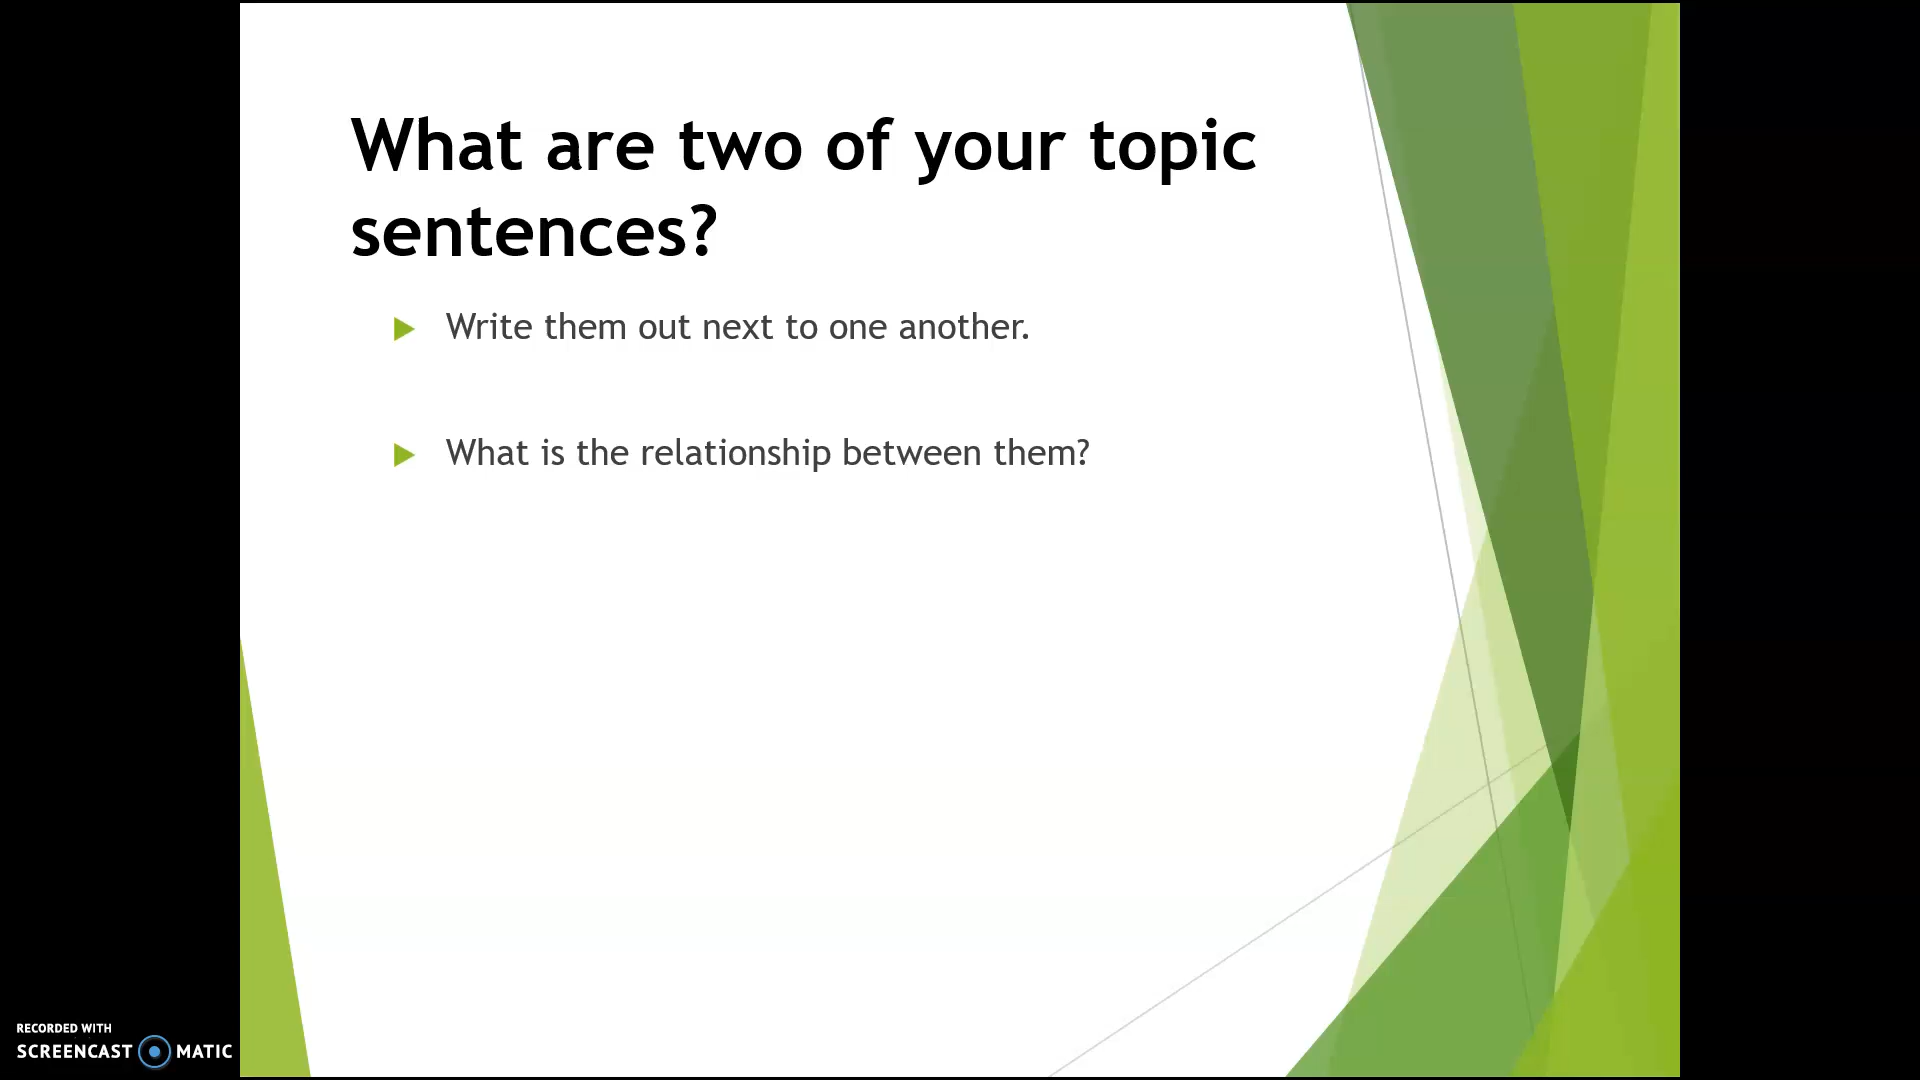 What are two of your topic
sentences?
Write them out next to one another.
What is the relationship between them?
RECORDED WITH
SCREENCAST MATIC